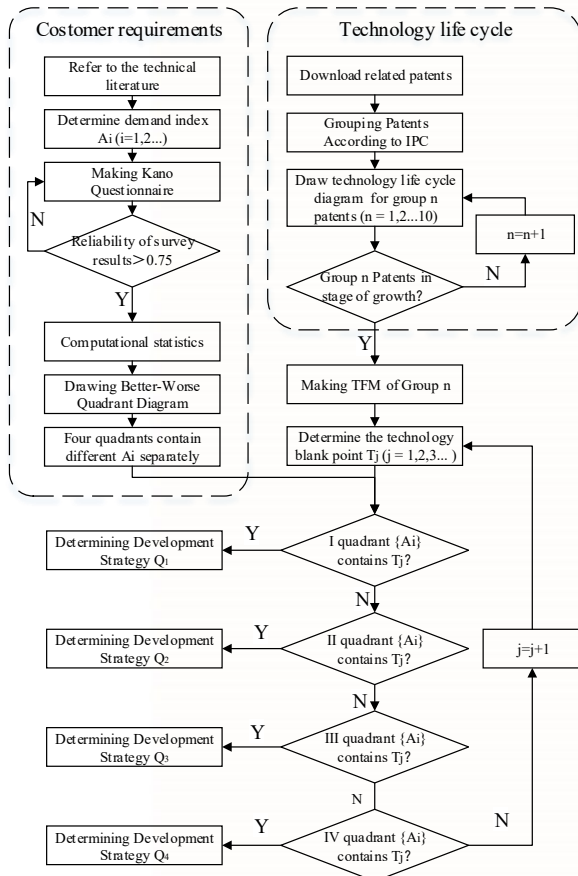 Costomer requirements
Refer to the technical
literature
Determine demand index
Ai (i=1,2...)
Making Kano
Questionnaire
N
Reliability of survey
results＞0.75
Y
Computational statistics
Drawing Better-Worse
Quadrant Diagram
Four quadrants contain
different Ai separately
Technology life cycle
Download related patents
Grouping Patents
According to IPC
Draw technology life cycle
diagram for group n
patents (n = 1,2...10)
n=n+1
Group n Patents in
stage of growth?
N
Y
Making TFM of Group n
Determine the technology
blank point Tj (j = 1,2,3... )
I quadrant {Ai}
contains Tj?
Y
Determining Development
Strategy Q1
N
II quadrant {Ai}
contains Tj?
Y
Determining Development
Strategy Q2
j=j+1
N
III quadrant {Ai}
contains Tj?
Y
Determining Development
Strategy Q3
N
IV quadrant {Ai}
contains Tj?
Y
N
Determining Development
Strategy Q4